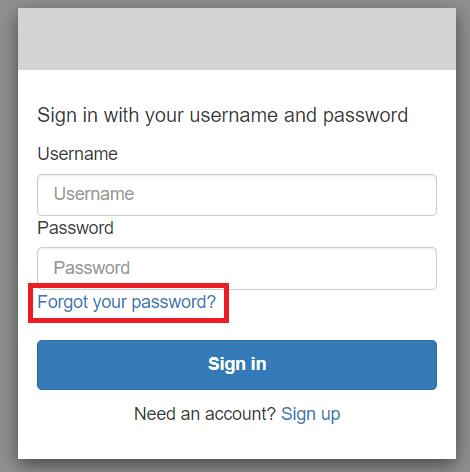 Sign in with your username and password
Username
Username
Password
Password
Forgot your password?
Sign in
Need an account? Sign up